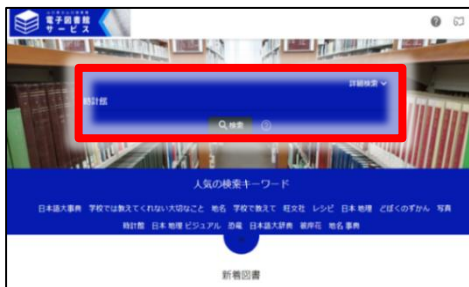 電子図書館
サービス
詳細検索
時計館
検索
人気の検索キーワード
日本語大事典 学校では教えてくれない大切なこと 地名 学校で教えて 旺文社 レシピ 日本 地理 どぼくのずかん 写真
時計館 日本 地理 ビジュアル 恐竜 日本語大辞典 彼岸花 地名 事典
新着図書